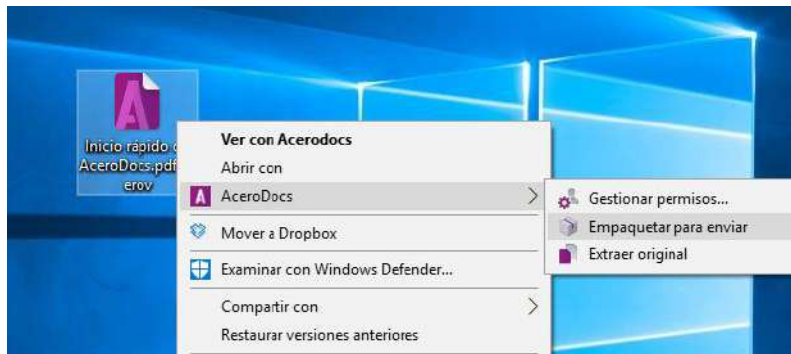 Inicio rápido
AceroDocs.pdf
erov
Ver con Acerodocs
Abrir con
AceroDocs
Mover a Dropbox
Examinar con Windows Defender...
Compartir con
Restaurar versiones anteriores
Gestionar permisos...
Empaquetar para enviar
Extraer original